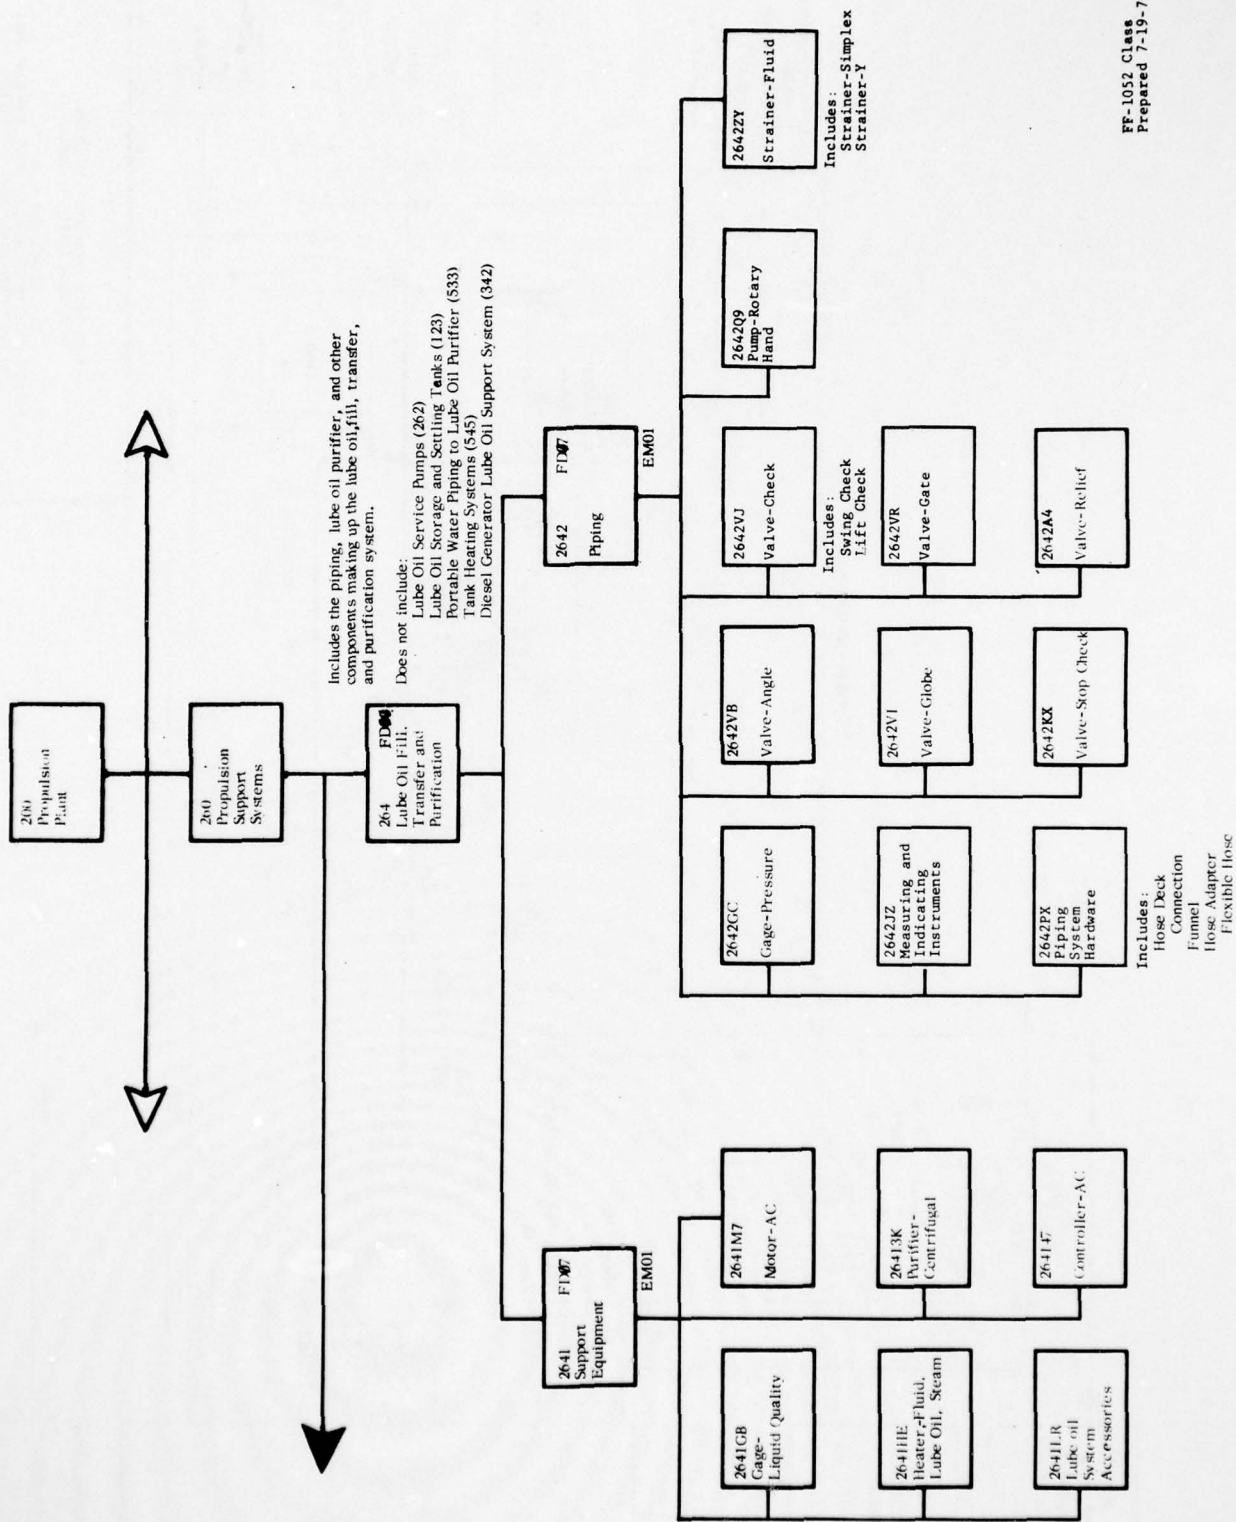 200
Propulsion
Plant
260
Propulsion
Support
Systems
264
Lube Oil Fill,
Transfer and
Purification
Includes the piping, lube oil purifier, and other
components making up the lube oil,fill, transfer,
and purification system.
Does not include:
Lube Oil Service Pumps (262)
Lube Oil Storage and Settling Tanks (123)
Portable Water Piping to Lube Oil Purifier (533)
Tank Heating Systems (545)
Diesel Generator Lube Oil Support System (342)
2641
Support
Equipment
EM01
2642
Piping
EM01
2641GB
Gage-
Liquid Quality
2641M7
Motor-AC
2641HE
Heater,-Fluid,
Lube Oil, Steam
26413K
Purifier-
Centrifugal
2641LR
Lube oil
System
Accessories
264147
Controller-AC
2642GC
Gage-Pressure
2642VB
Valve-Angle
2642VJ
Valve-Check
Includes:
Swing Check
Lift Check
2642Q9
Pump-Rotary
Hand
2642ZY
Strainer-Fluid
Includes:
Strainer-Simplex
Strainer-Y
2642JZ
Measuring and
Indicating
Instruments
Valve-Globe
2642VR
Valve-Gate
2642PX
Piping
System
Hardware
Includes:
Hose Deck
Connection
Funnel
Hose Adapter
Flexible Hose
2642KX
Valve-Stop Check
2642A4
Valve-Relief
FF-1052 Class
Prepared 7-19-7